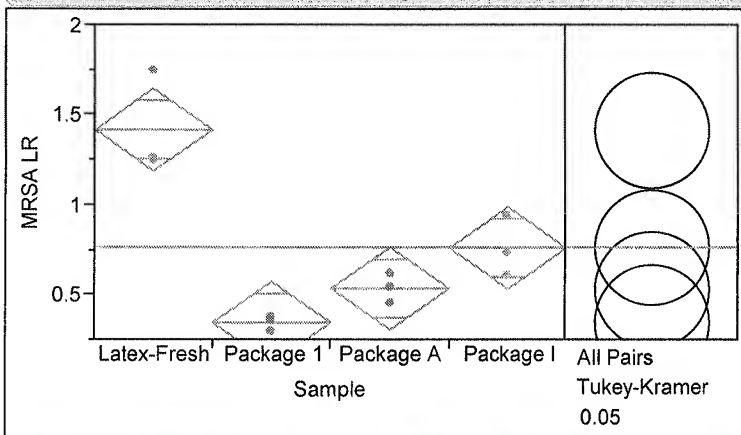 2
1.5
1
0.5
MRSA LR
Latex-Fresh Package 1 Package A Package I
Sample
All Pairs
Tukey-Kramer
0.05